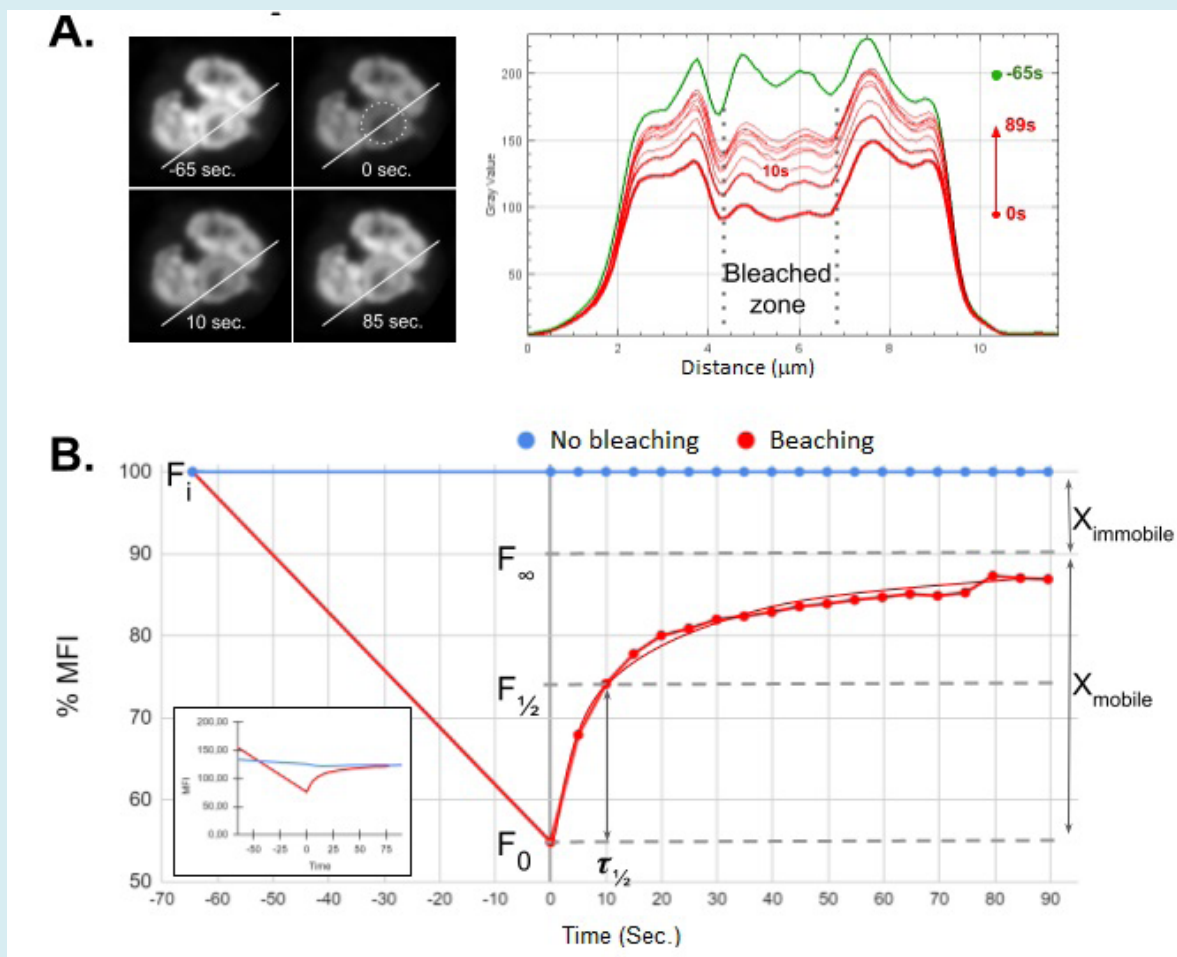 A.
-65 sec.
0 sec.
10 sec.
85 sec.
Gray Value
200
150
100
50
0
2
4
6
8
10
Distance (μm)
-65s
89s
10s
0s
Bleached
zone
B.
No bleaching
Beaching
% MFI
100
90
80
70
60
50
-70
-60
-50
-40
-30
-20
-10
0
10
20
30
40
50
60
70
80
90
Time (Sec.)
Fi
F∞
F½
F0
τ½
Ximmobile
Xmobile
MFI
200.00
150.00
100.00
50.00
0.00
-50
-25
0
25
50
75
Time